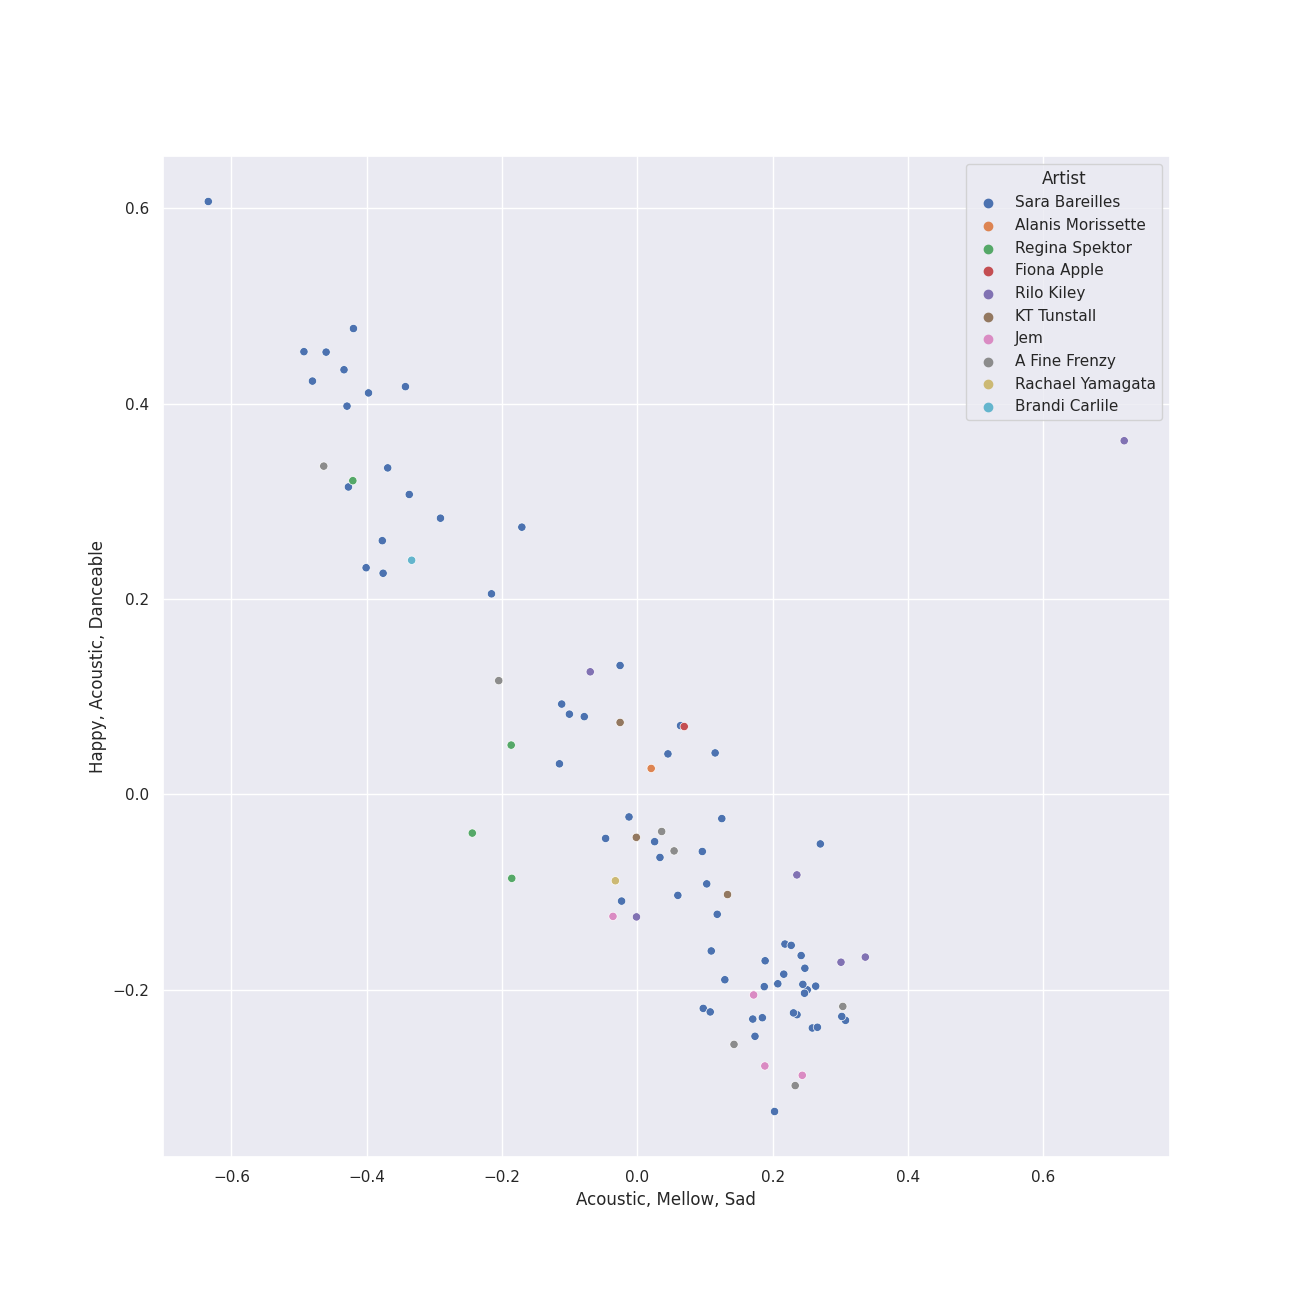 Artist
Sara Bareilles
Alanis Morissette
Regina Spektor
Fiona Apple
Rilo Kiley
KT Tunstall
Jem
A Fine Frenzy
Rachael Yamagata
Brandi Carlile
0.6
0.4
0.2
0.0
−0.2
Happy, Acoustic, Danceable
−0.6 −0.4 −0.2 0.0 0.2 0.4 0.6
Acoustic, Mellow, Sad